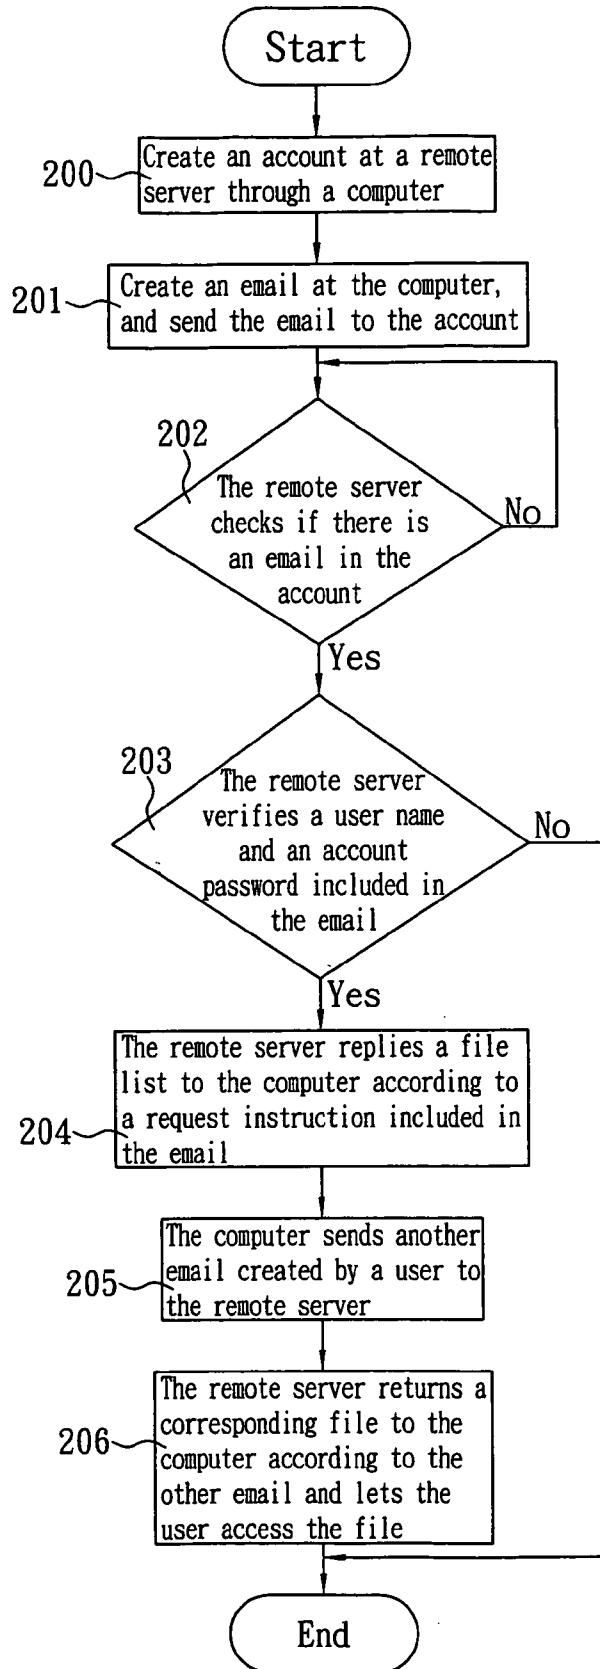 Start
200
Create an account at a remote
server through a computer
201
Create an email at the computer,
and send the email to the account
202
The remote server
checks if there is
an email in the
account
No
Yes
203
The remote server
verifies a user name
and an account
password included in
the email
No
Yes
204
The remote server replies a file
list to the computer according to
a request instruction included in
the email
205
The computer sends another
email created by a user to
the remote server
206
The remote server returns a
corresponding file to the
computer according to the
other email and lets the
user access the file
End